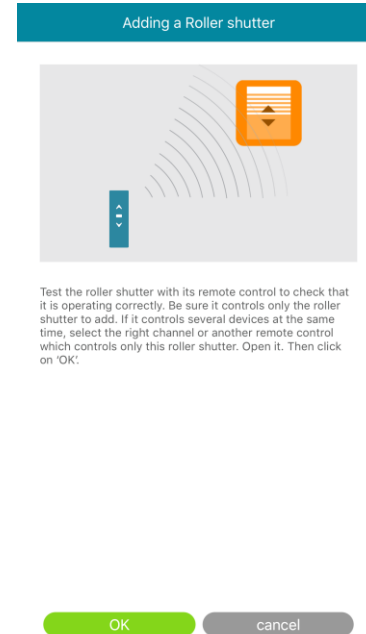 Adding a Roller shutter
Test the roller shutter with its remote control to check that
it is operating correctly. Be sure it controls only the roller
shutter to add. If it controls several devices at the same
time, select the right channel or another remote control
which controls only this roller shutter. Open it. Then click
on 'OK'.
OK
cancel